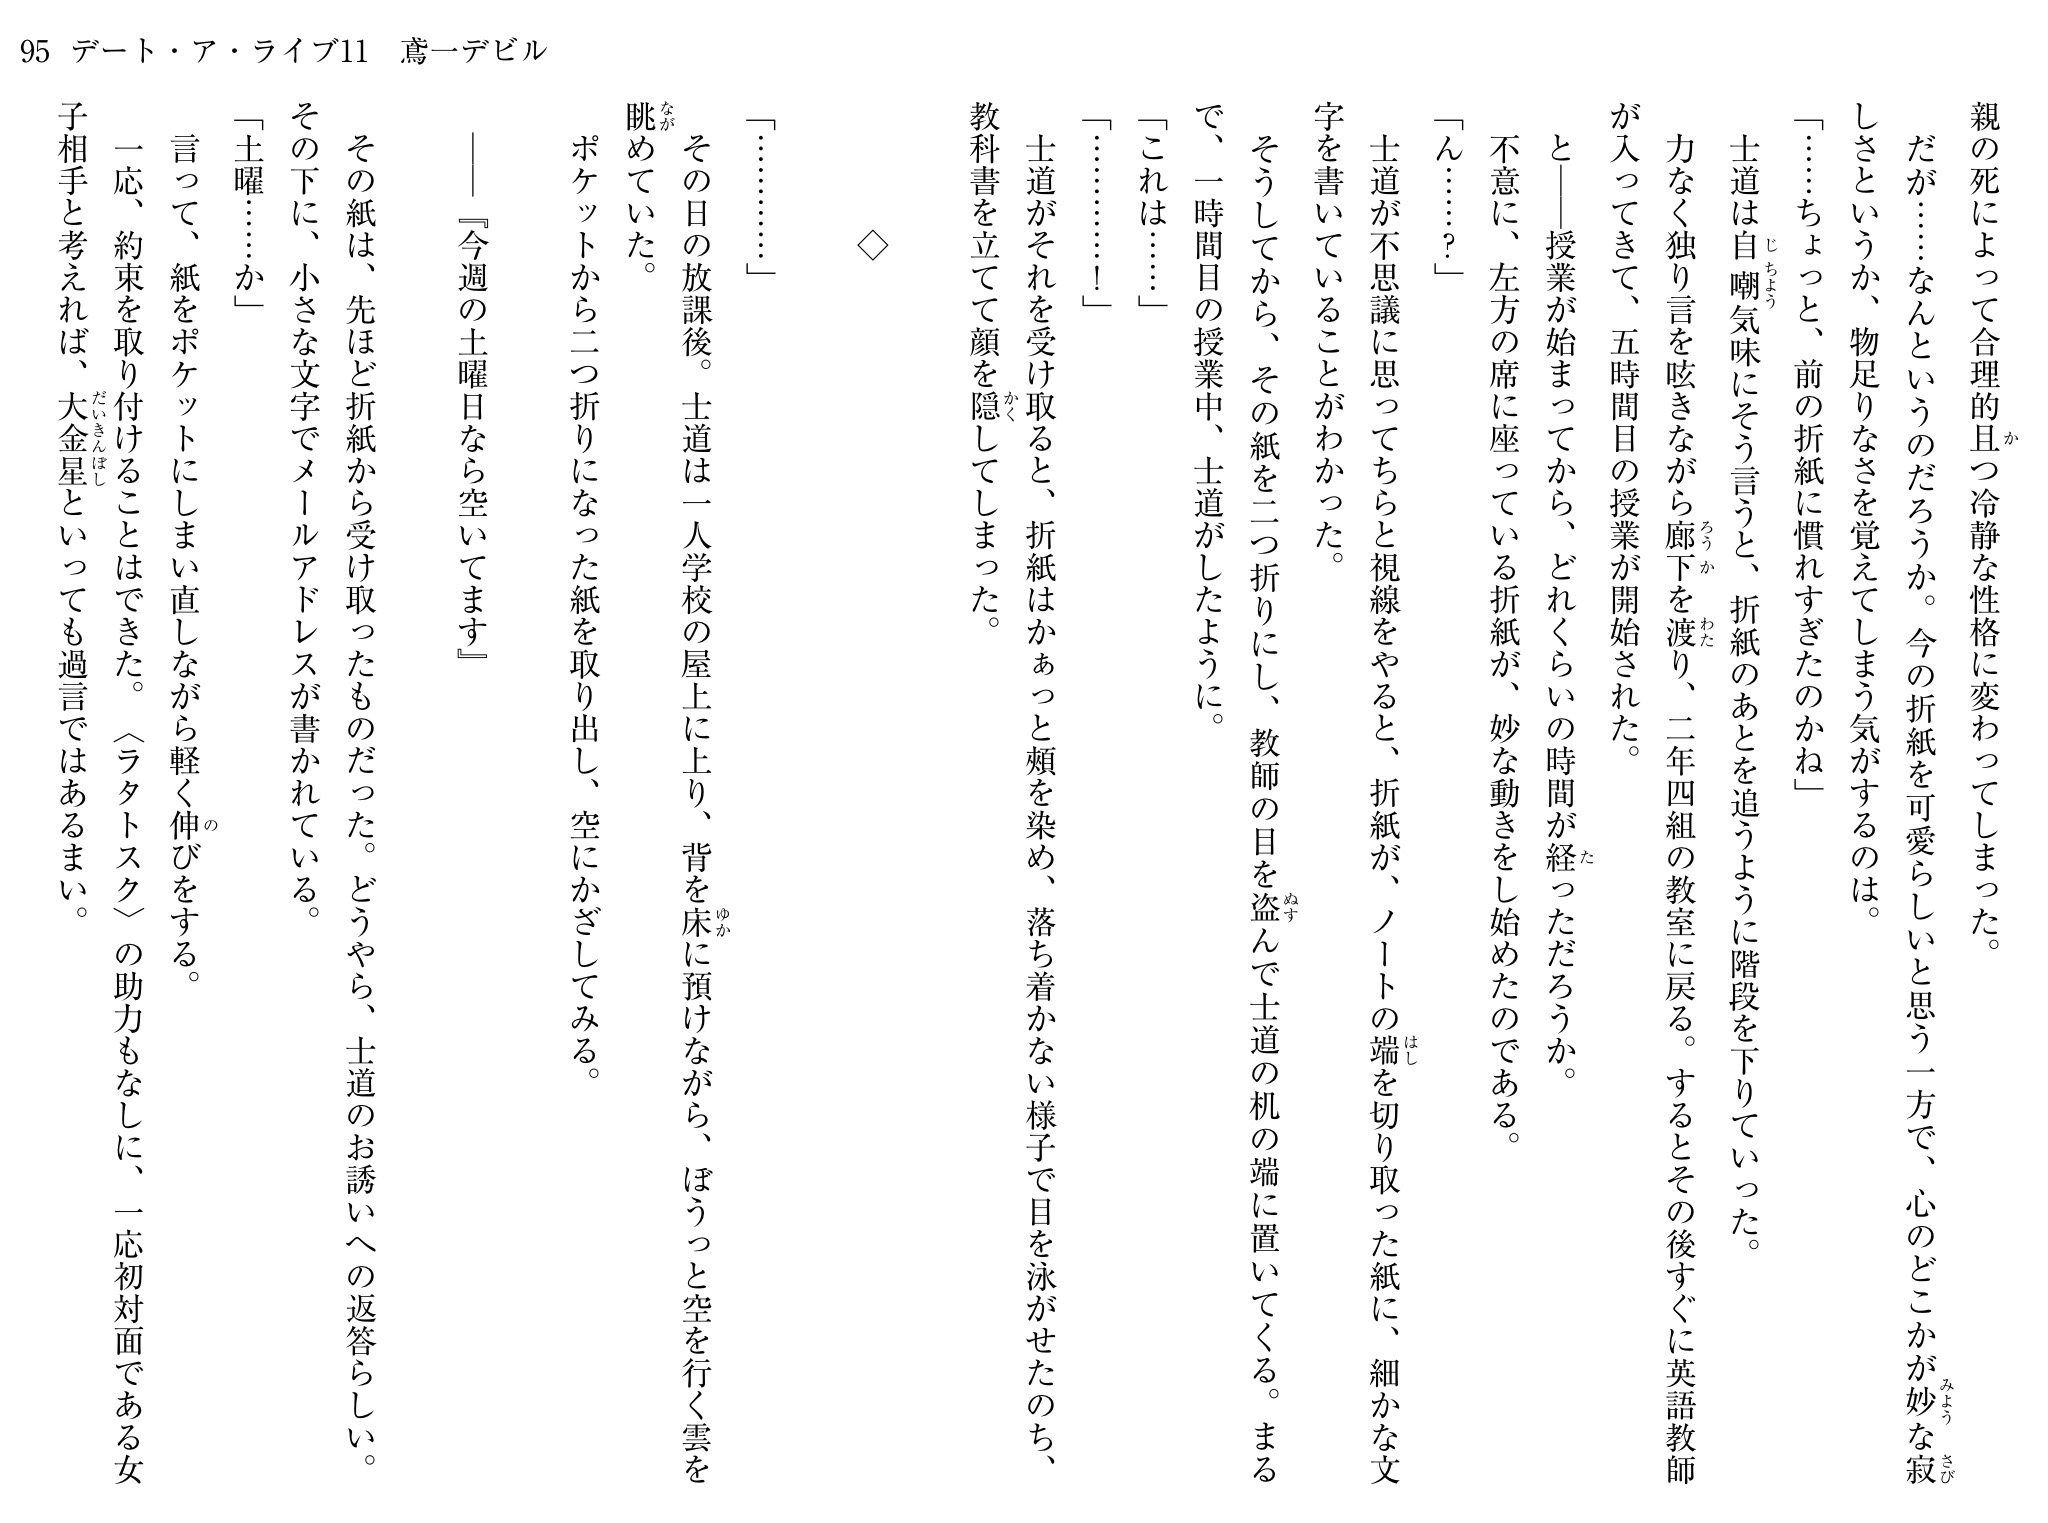 95 デート・ア・ライブ11 鳶一デビル
親の死によって合理的且つ冷静な性格に変わってしまった。
だが……なんというのだろうか。今の折紙を可愛らしいと思う一方で、心のどこかが妙な寂
しさというか、物足りなさを覚えてしまう気がするのは。
「……ちょっと、前の折紙に慣れすぎたのかね」
士道は自嘲気味にそう言うと、折紙のあとを追うように階段を下りていった。
力なく独り言を呟きながら廊下を渡り、二年四組の教室に戻る。するとその後すぐに英語教師
が入ってきて、五時間目の授業が開始された。
と——授業が始まってから、どれくらいの時間が経っただろうか。
不意に、左方の席に座っている折紙が、妙な動きをし始めたのである。
「ん……？」
士道が不思議に思ってちらと視線をやると、折紙が、ノートの端を切り取った紙に、細かな文
字を書いていることがわかった。
そうしてから、その紙を二つ折りにし、教師の目を盗んで士道の机の端に置いてくる。まる
で、一時間目の授業中、士道がしたように。
「これは……」
「…………！」
士道がそれを受け取ると、折紙はかぁっと頰を染め、落ち着かない様子で目を泳がせたのち、
教科書を立てて顔を隠してしまった。
◇
「…………」
その日の放課後。士道は一人学校の屋上に上り、背を床に預けながら、ぼうっと空を行く雲を
眺めていた。
ポケットから二つ折りになった紙を取り出し、空にかざしてみる。
——『今週の土曜日なら空いてます』
その紙は、先ほど折紙から受け取ったものだった。どうやら、士道のお誘いへの返答らしい。
その下に、小さな文字でメールアドレスが書かれている。
「土曜……か」
言って、紙をポケットにしまい直しながら軽く伸びをする。
一応、約束を取り付けることはできた。〈ラタトスク〉の助力もなしに、一応初対面である女
子相手と考えれば、大金星といっても過言ではあるまい。